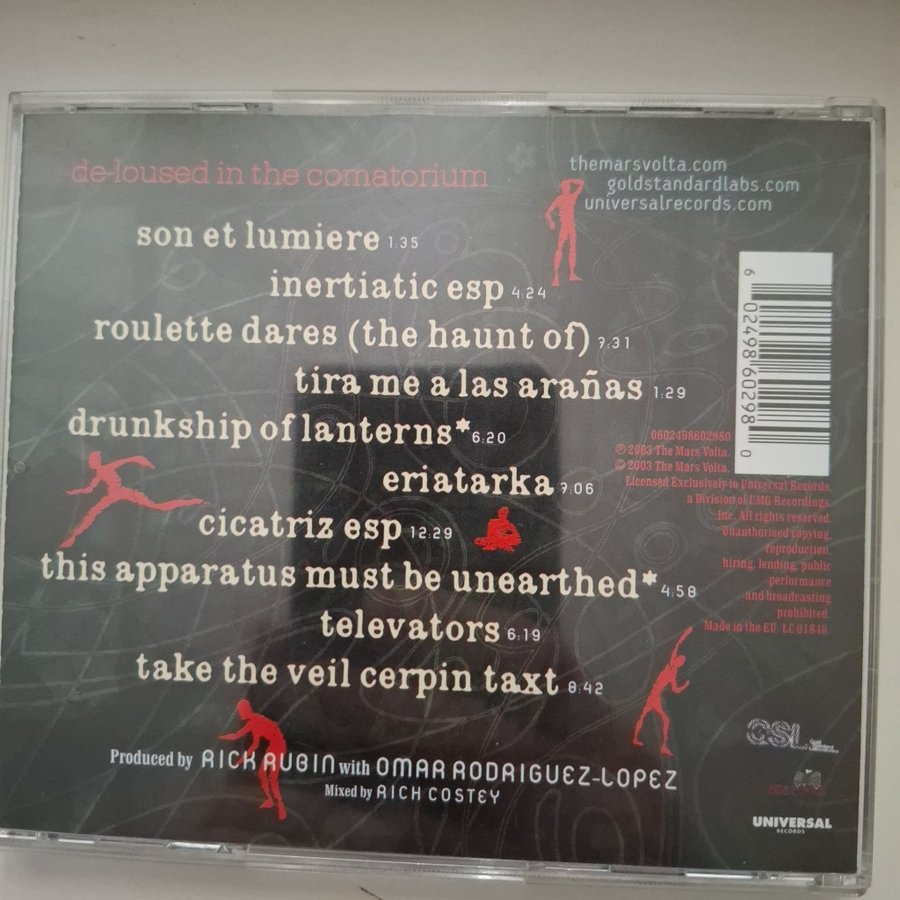 de-loused in the comatorium
themarsvolta.com
goldstandardlabs.com
universalrecords.com
son et lumiere 1:35
inertiatic esp 4:24
roulette dares (the haunt of) 7:31
tira me a las arañas 1:29
drunkship of lanterns* 6:20
eriatarka 7:06
cicatriz esp 12:29
this apparatus must be unearthed* 4:58
televators 6:19
take the veil cerpin taxt 8:42
Produced by RICK RUBIN with OMAR RODRIGUEZ-LOPEZ
Mixed by RICH COSTEY
6 02498 60298 0
0602498602980
℗ 2003 The Mars Volta.
© 2003 The Mars Volta.
Licensed Exclusively to Universal Records,
a Division of UMG Recordings,
Inc. All rights reserved.
Unauthorised copying,
reproduction,
hiring, lending, public
performance
and broadcasting
prohibited.
Made in the EU. LC 01846
GSL
UNIVERSAL
RECORDS